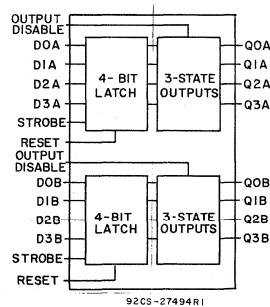 OUTPUT
DISABLE
D0A
D1A
D2A
D3A
STROBE
RESET
4- BIT
LATCH
3-STATE
OUTPUTS
Q0A
Q1A
Q2A
Q3A
OUTPUT
DISABLE
D0B
D1B
D2B
D3B
STROBE
RESET
4-BIT
LATCH
3-STATE
OUTPUTS
Q0B
Q1B
Q2B
Q3B
92CS-27494R1